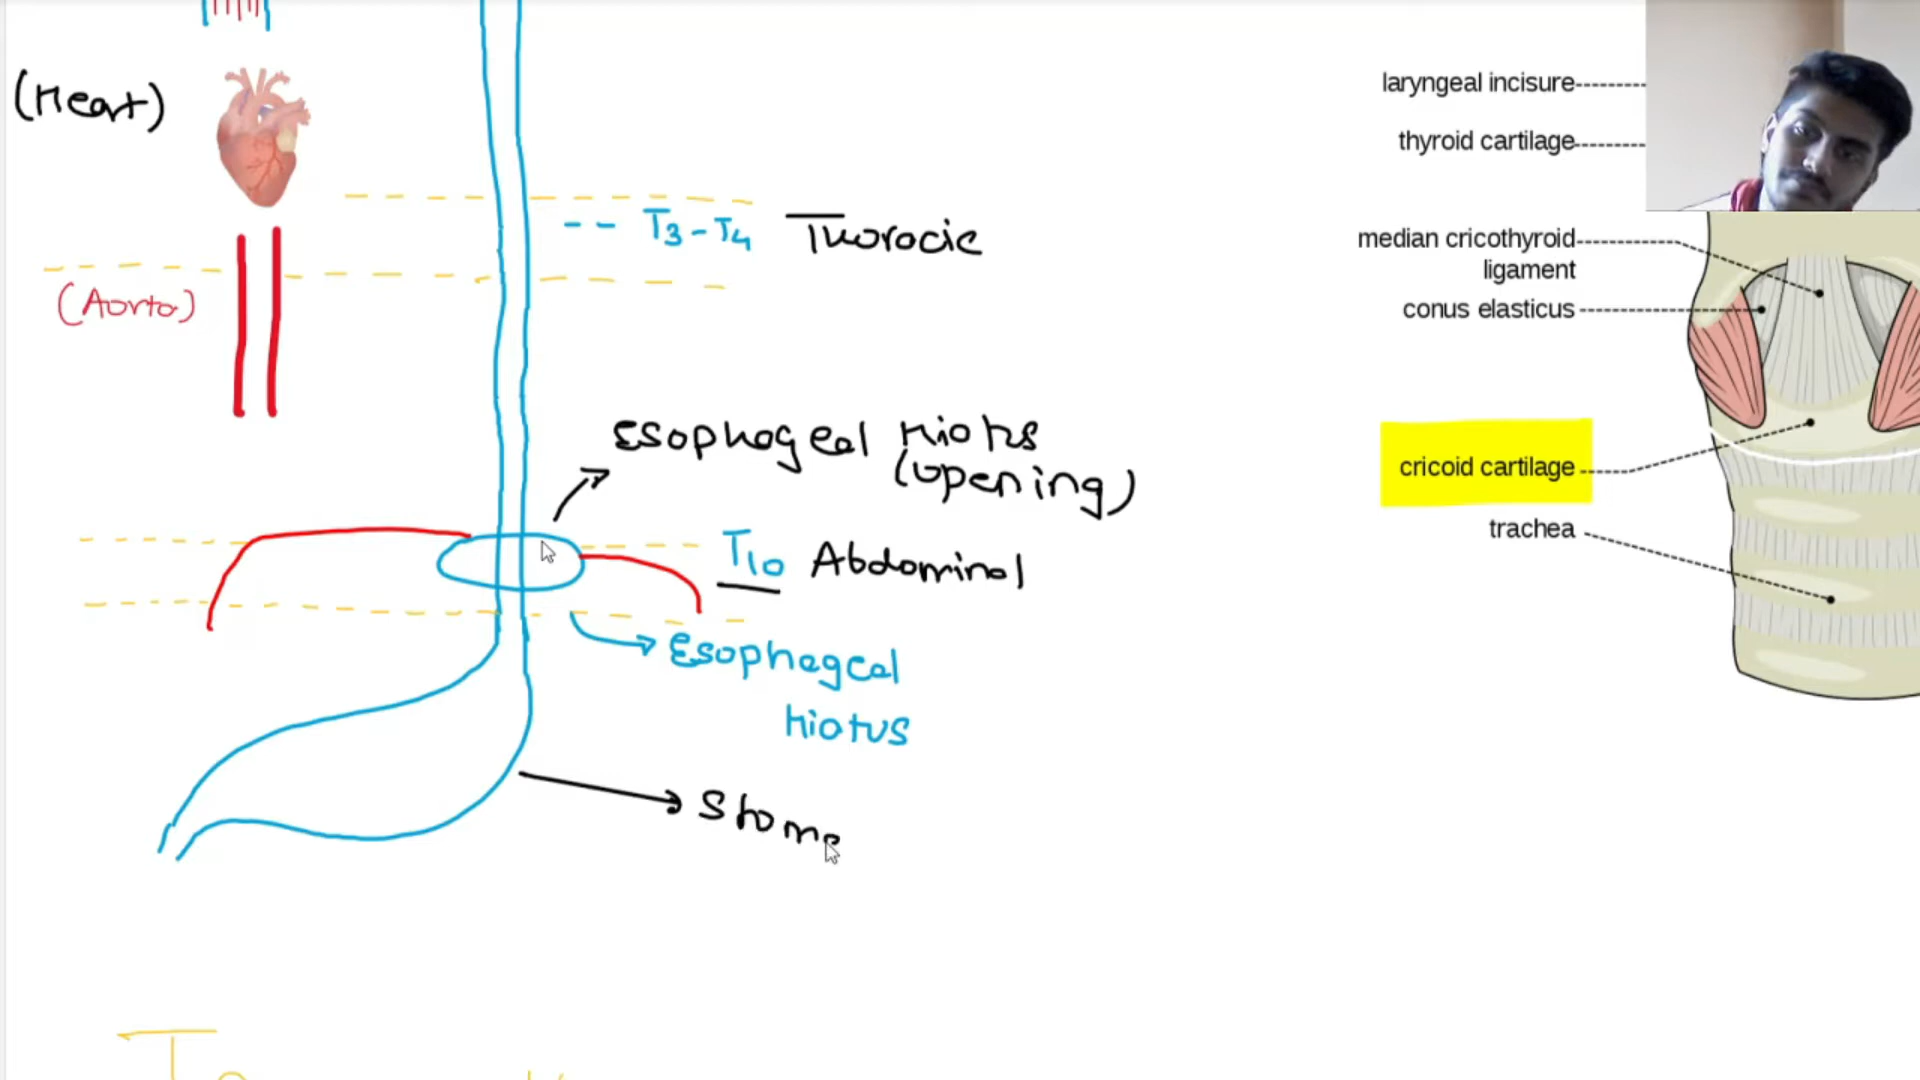 (Heart)
T3-T4 Thoracic
(Aorta)
Esophageal Hiatus
(opening)
T10 Abdominal
Esophageal
hiatus
Stoma
laryngeal incisure
thyroid cartilage
median cricothyroid
ligament
conus elasticus
cricoid cartilage
trachea